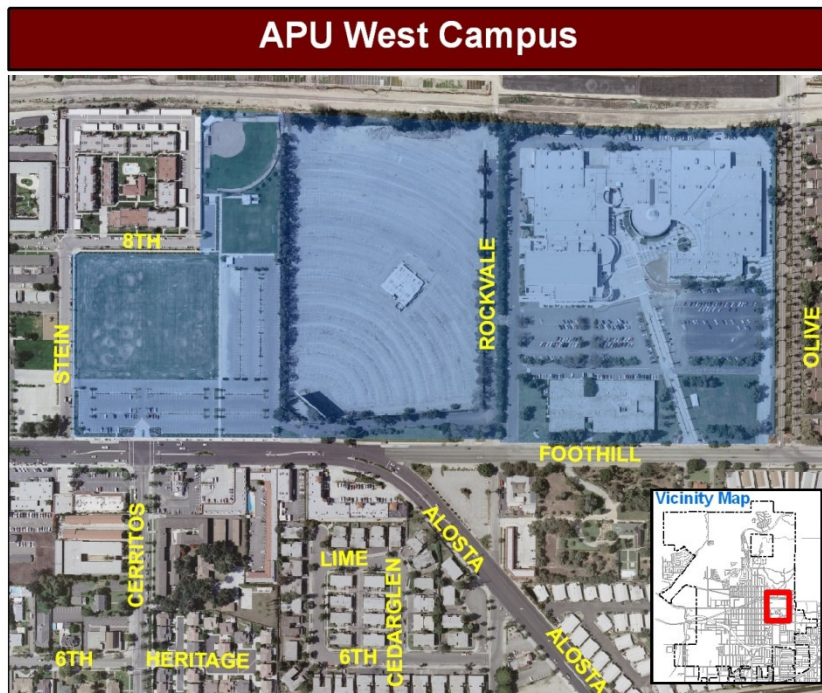 APU West Campus
8TH
STEIN
ROCKVALE
OLIVE
FOOTHILL
CERRITOS
ALOSTA
LIME
CEDARGLEN
6TH
HERITAGE
6TH
ALOSTA
Vicinity Map